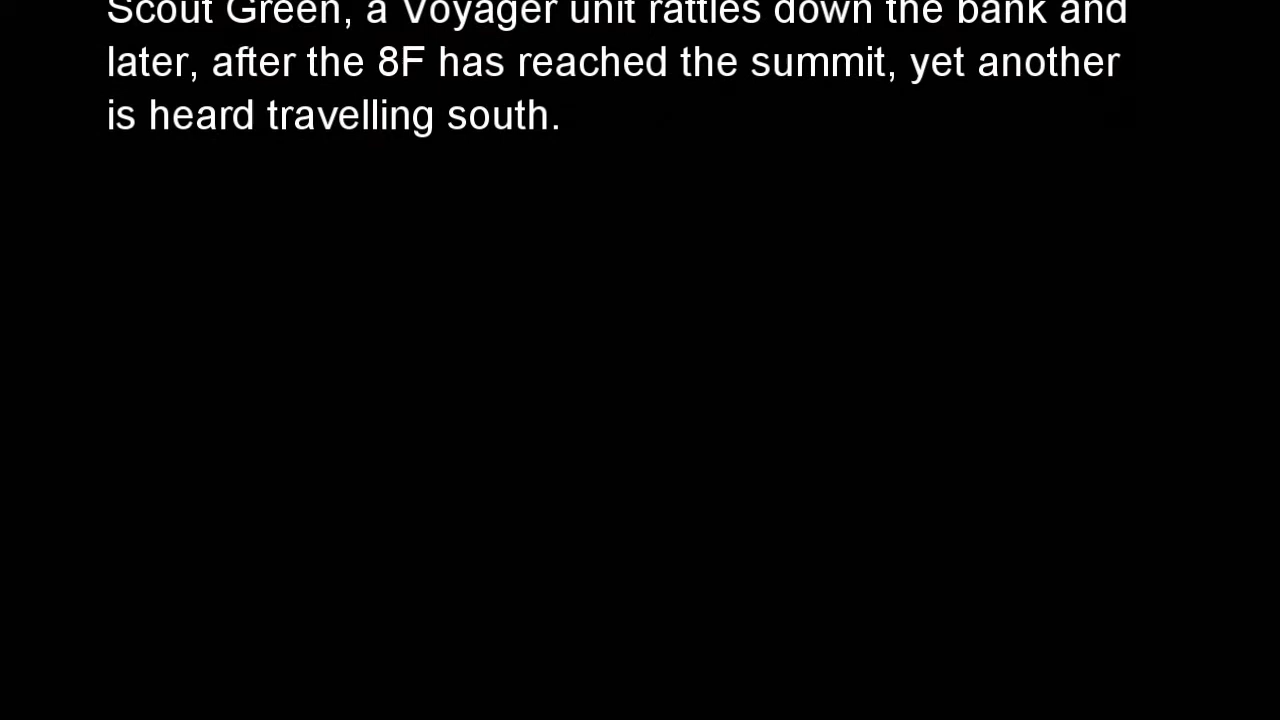 Scout Green, a Voyager unit rattles down the bank and
later, after the 8F has reached the summit, yet another
is heard travelling south.